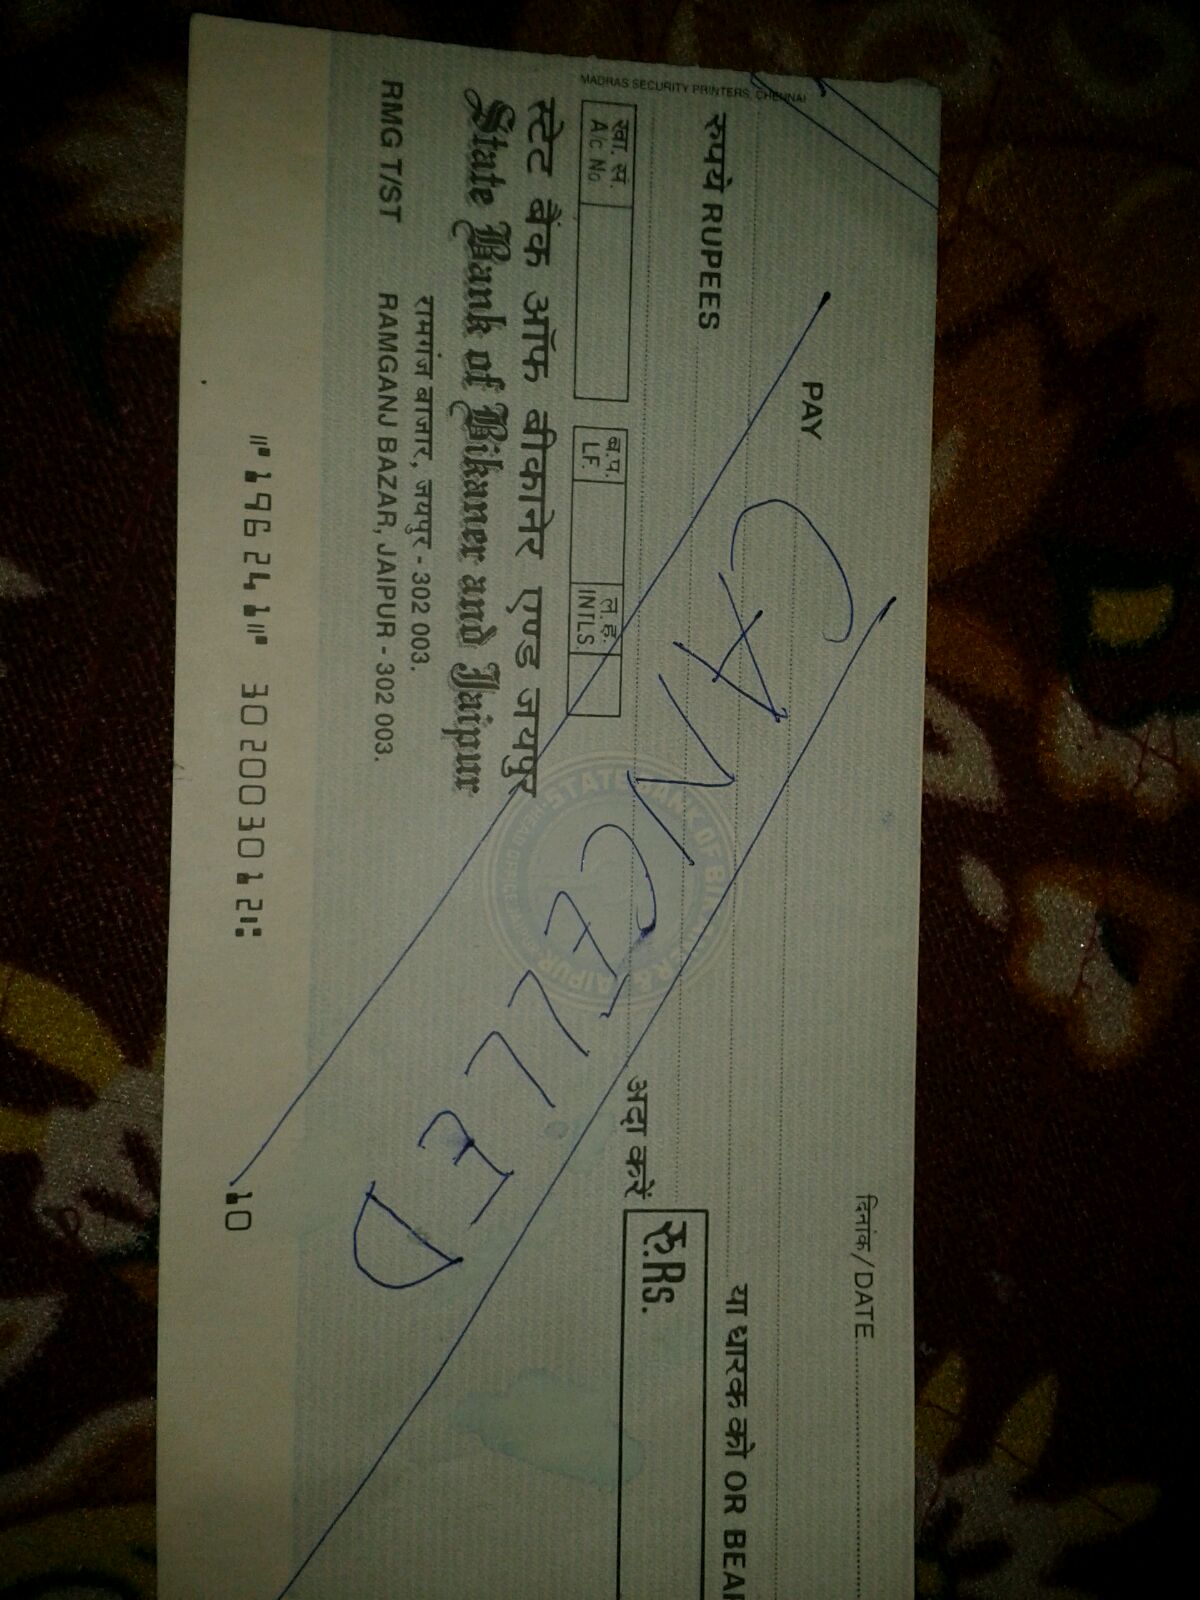 दिनांक/DATE
PAY
या धारक को OR BEAR
रुपये RUPEES
अदा करें
रु.Rs.
MADRAS SECURITY PRINTERS, CHENNAI
खा. सं.
A/c No.
ब.प.
LF.
त.ह.
INTLS.
CANCELLED
स्टेट बैंक ऑफ बीकानेर एण्ड जयपुर
State Bank of Bikaner and Jaipur
रामगंज बाजार, जयपुर - 302 003.
RMG T/ST RAMGANJ BAZAR, JAIPUR - 302 003.
⑈196241⑈ 302003012⑆ 10